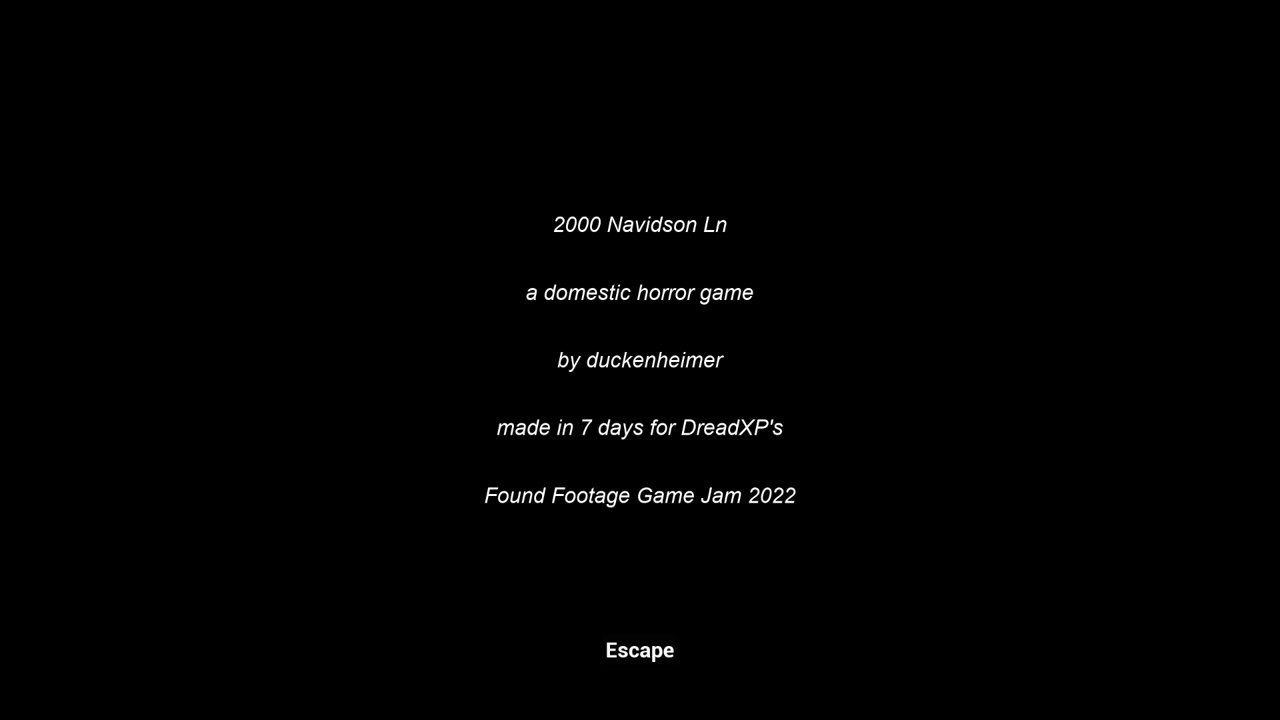 2000 Navidson Ln
a domestic horror game
by duckenheimer
made in 7 days for DreadXP's
Found Footage Game Jam 2022
Escape